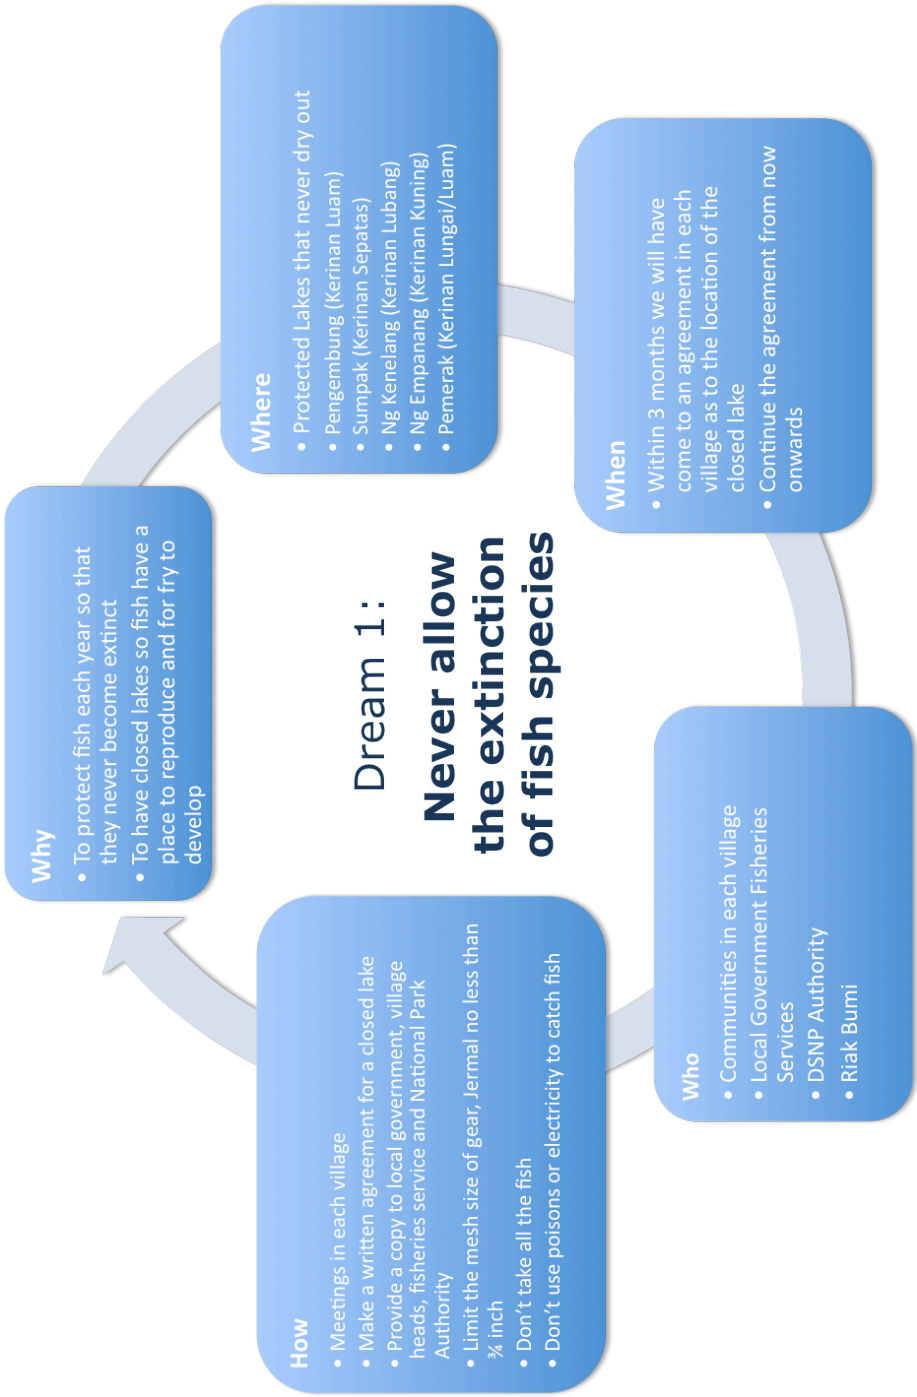 Dream 1:
Never allow
the extinction
of fish species
Why
• To protect fish each year so that
they never become extinct
• To have closed lakes so fish have a
place to reproduce and for fry to
develop
Where
• Protected Lakes that never dry out
• Pengembung (Kerinan Luam)
• Sumpak (Kerinan Sepatas)
• Ng Kenelang (Kerinan Lubang)
• Ng Empanang (Kerinan Kuning)
• Pemerak (Kerinan Lungai/Luam)
When
• Within 3 months we will have
come to an agreement in each
village as to the location of the
closed lake
• Continue the agreement from now
onwards
Who
• Communities in each village
• Local Government Fisheries
Services
• DSNP Authority
• Riak Bumi
How
• Meetings in each village
• Make a written agreement for a closed lake
• Provide a copy to local government, village
heads, fisheries service and National Park
Authority
• Limit the mesh size of gear, Jermal no less than
¾ inch
• Don't take all the fish
• Don't use poisons or electricity to catch fish